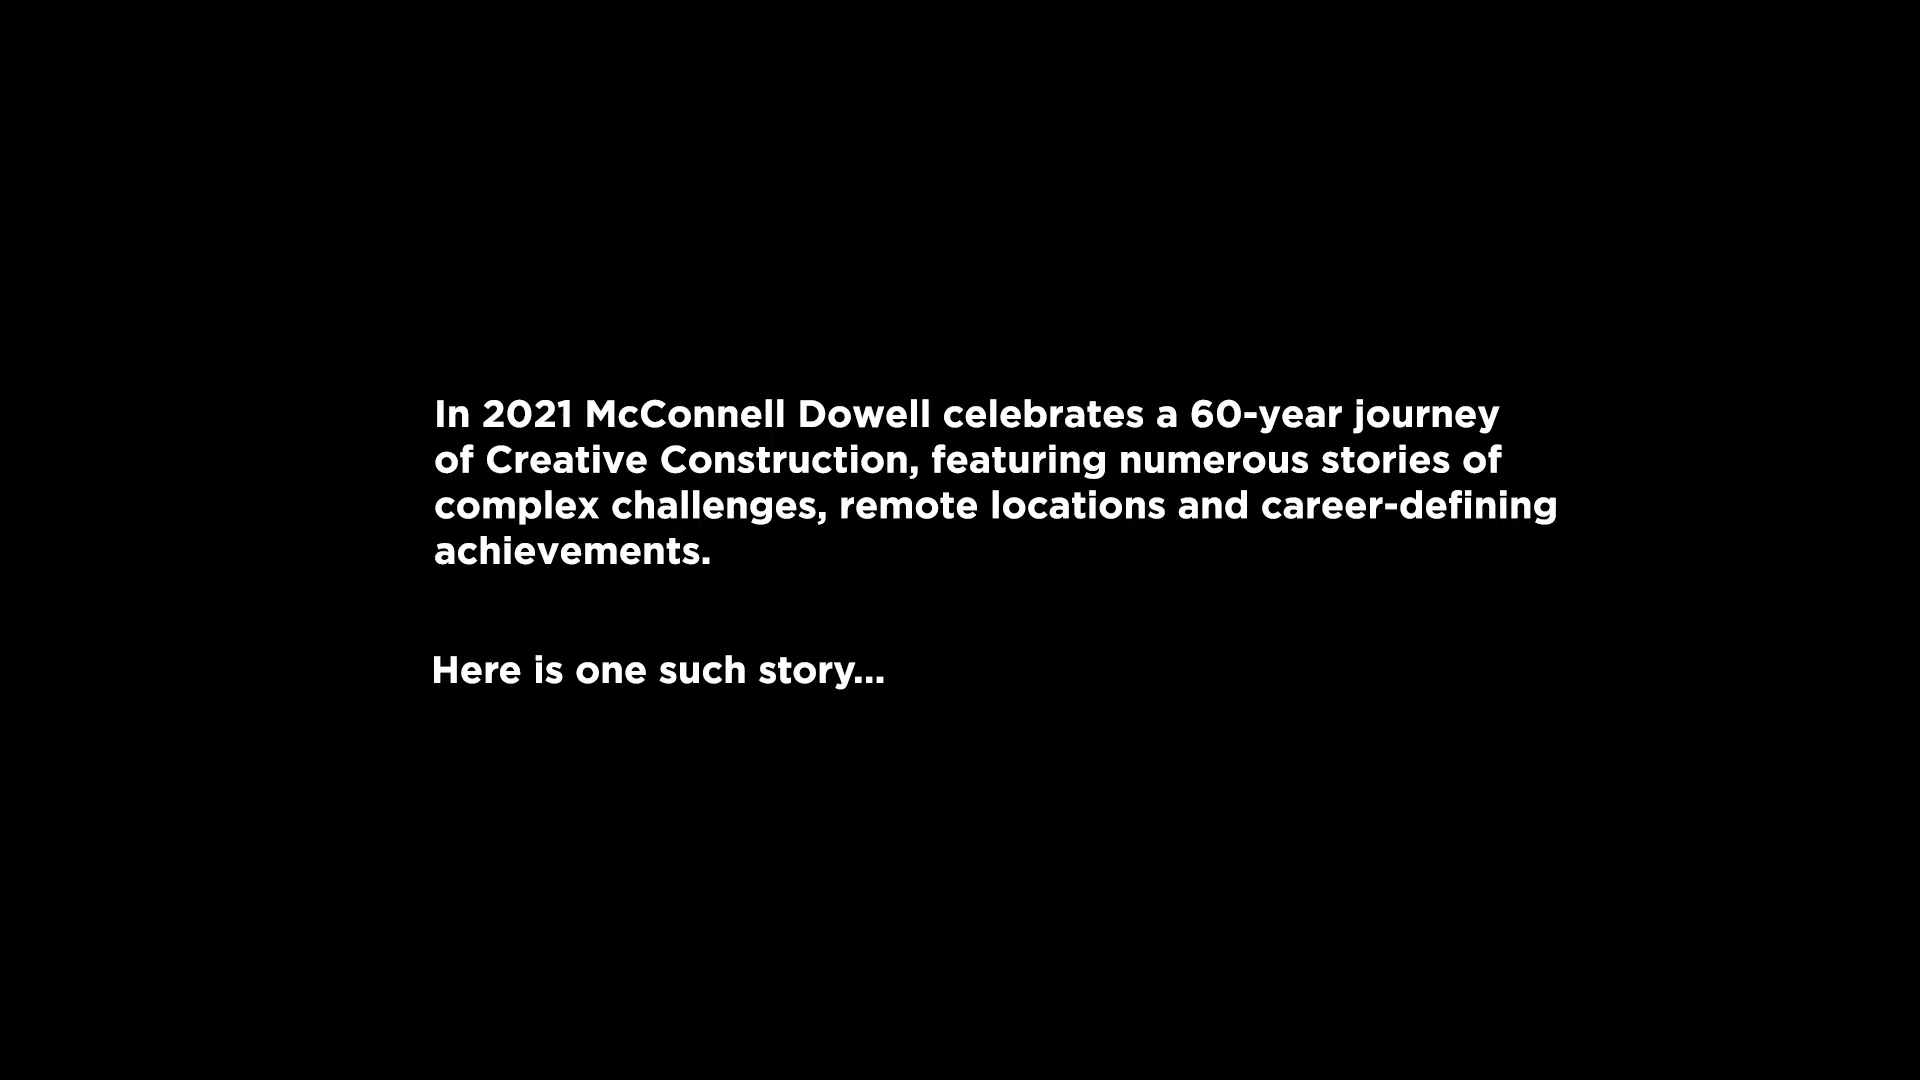 In 2021 McConnell Dowell celebrates a 60-year journey
of Creative Construction, featuring numerous stories of
complex challenges, remote locations and career-defining
achievements.
Here is one such story...